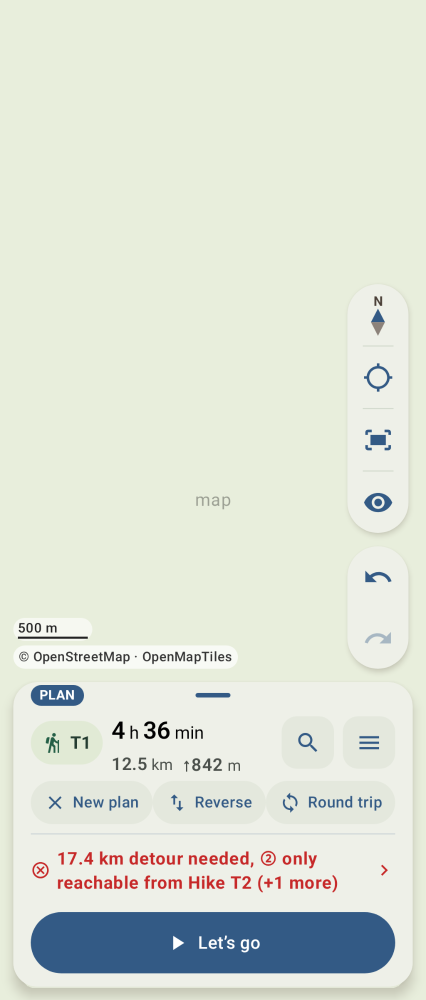 N
map
500 m
© OpenStreetMap · OpenMapTiles
PLAN
T1
4 h 36 min
12.5 km ↑842 m
New plan
Reverse
Round trip
17.4 km detour needed, ② only
reachable from Hike T2 (+1 more)
Let’s go